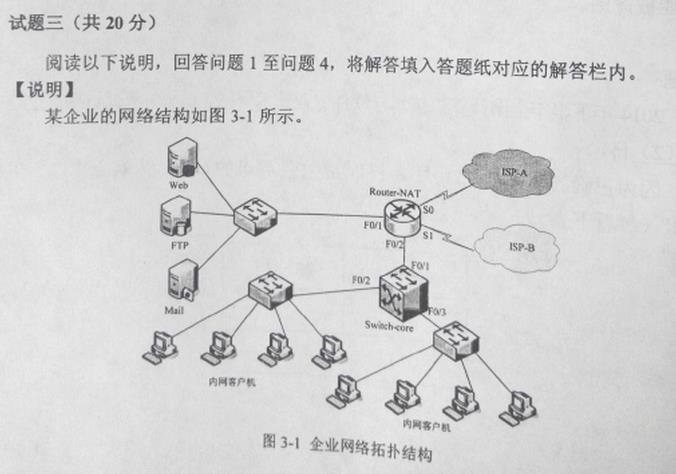 试题三（共 20 分）
阅读以下说明，回答问题 1 至问题 4，将解答填入答题纸对应的解答栏内。
【说明】
某企业的网络结构如图 3-1 所示。
Web
FTP
Mail
Router-NAT
ISP-A
S0
F0/1
S1
F0/2
ISP-B
F0/1
F0/2
F0/3
Switch-core
内网客户机
内网客户机
图 3-1 企业网络拓扑结构